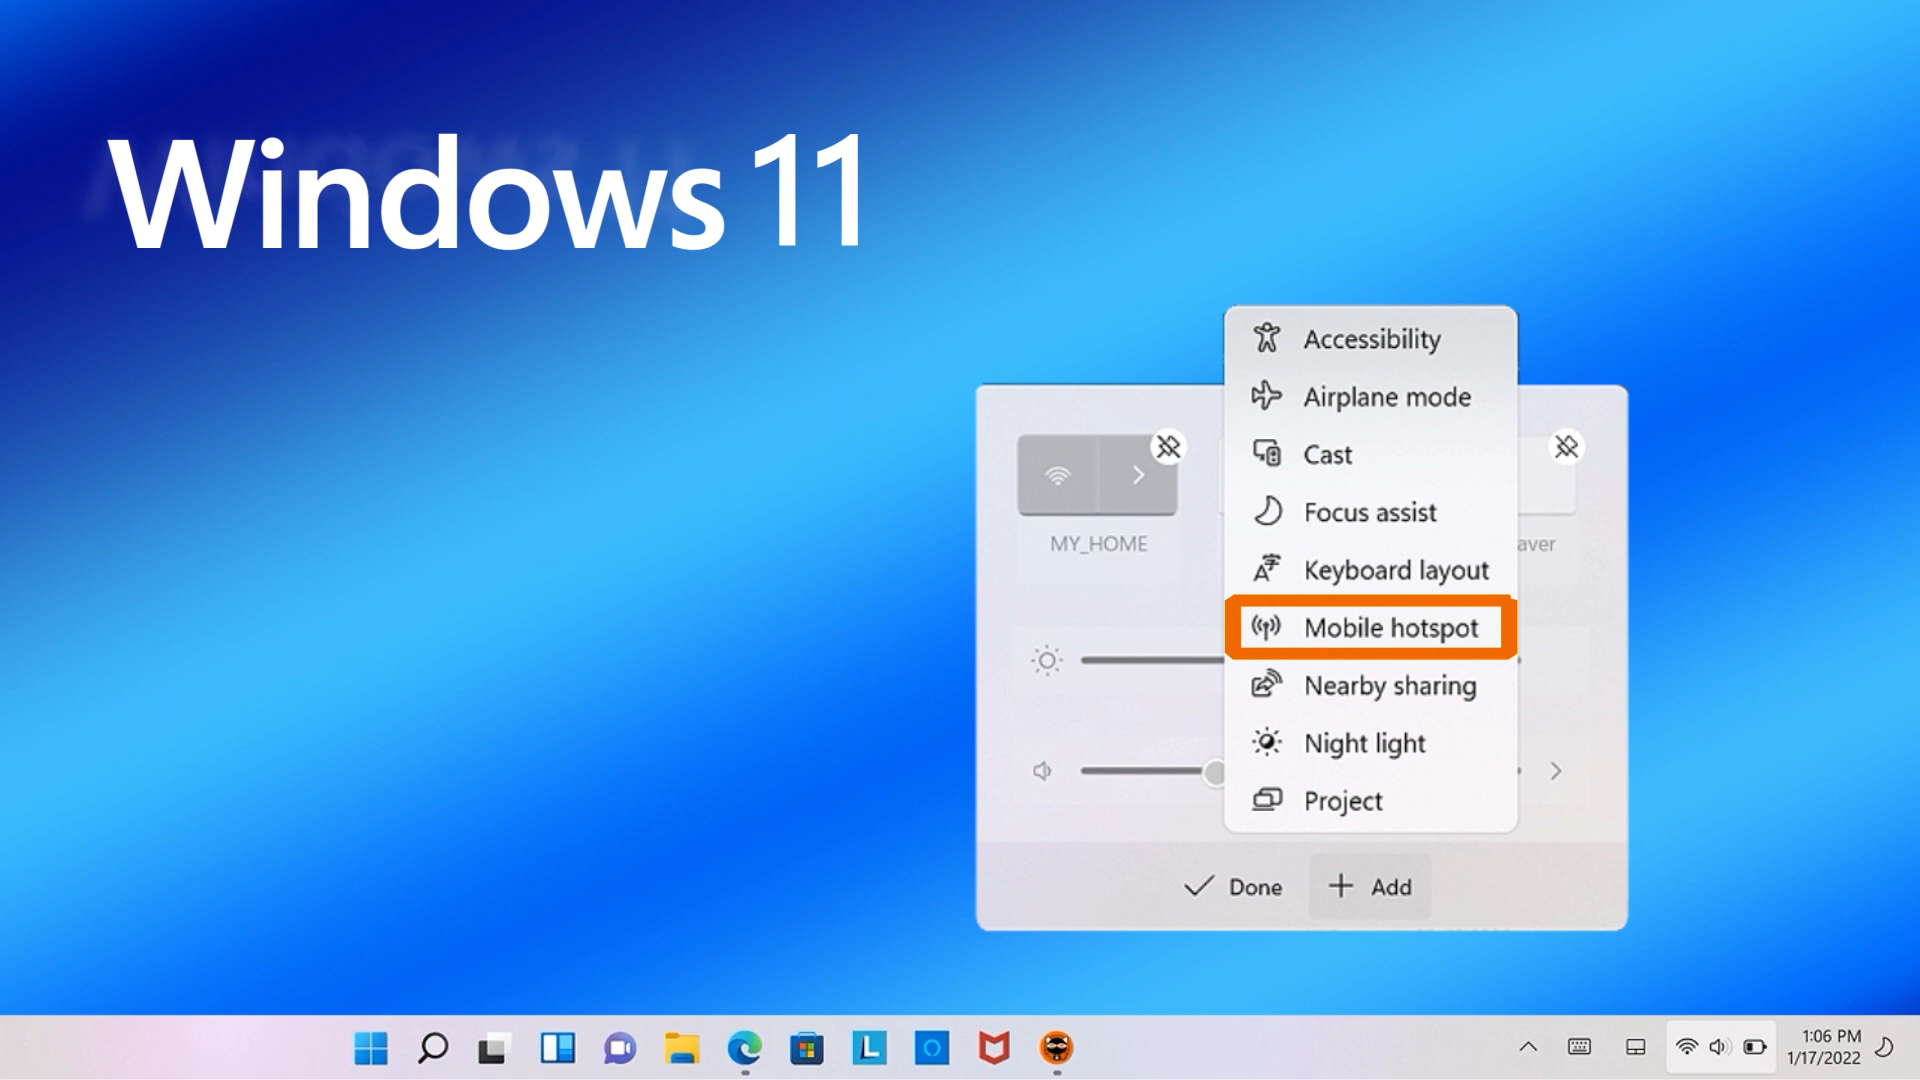 Windows 11
Accessibility
Airplane mode
Cast
Focus assist
Keyboard layout
Mobile hotspot
Nearby sharing
Night light
Project
MY_HOME
aver
Done
Add
1:06 PM
1/17/2022